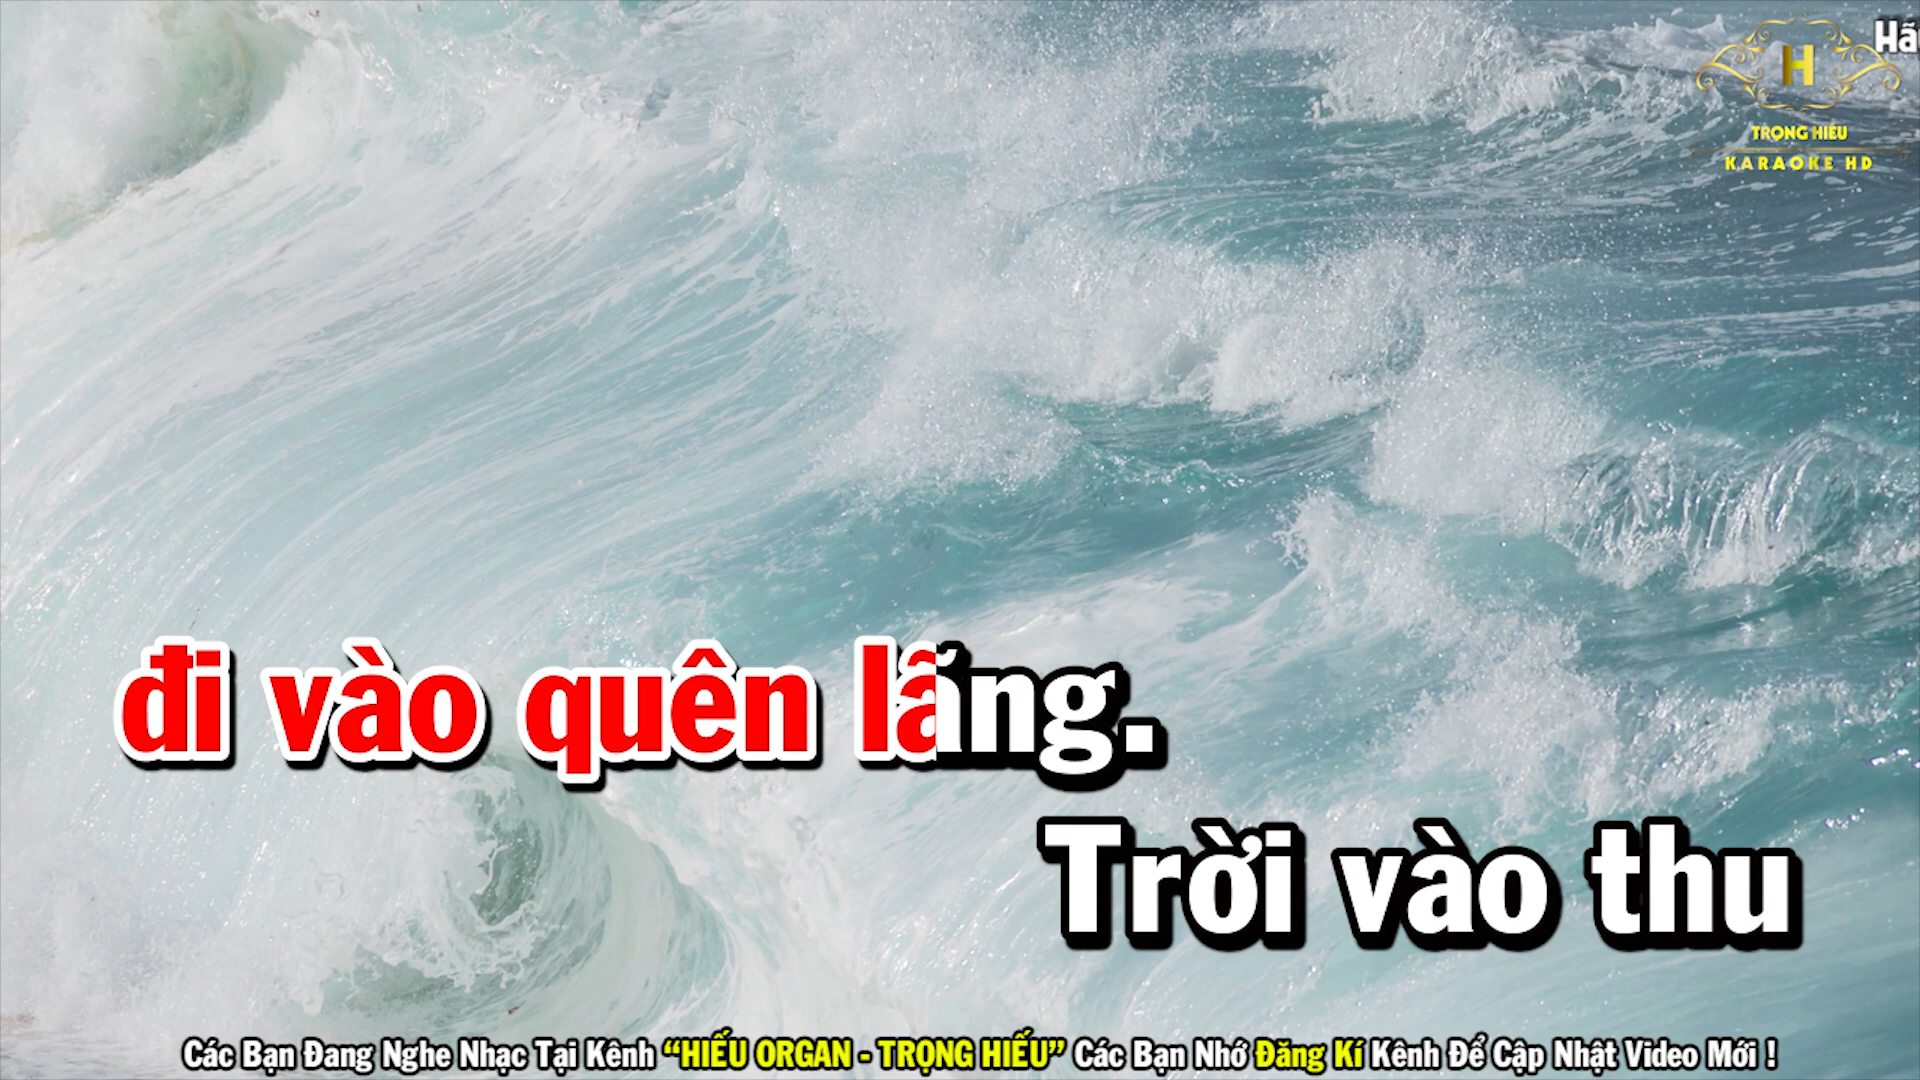 Hã
H
TRỌNG HIẾU
KARAOKE HD
đi vào quên lãng.
Trời vào thu
Các Bạn Đang Nghe Nhạc Tại Kênh “HIẾU ORGAN - TRỌNG HIẾU” Các Bạn Nhớ Đăng Kí Kênh Để Cập Nhật Video Mới !